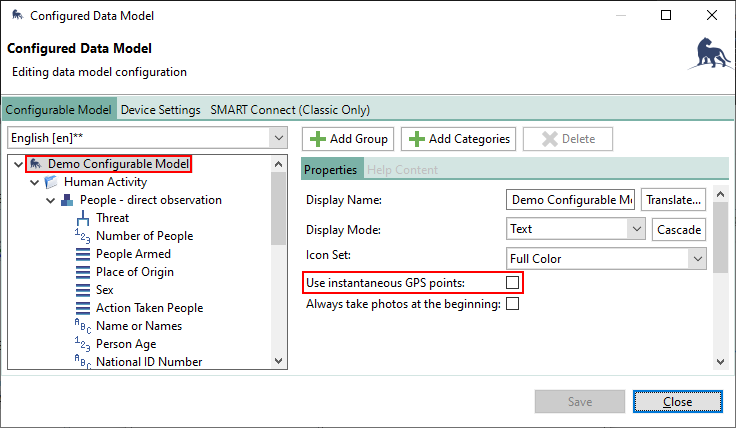 Configured Data Model
Configured Data Model
Editing data model configuration
Configurable Model Device Settings SMART Connect (Classic Only)
English [en]**
Add Group Add Categories Delete
Demo Configurable Model
Human Activity
People - direct observation
Threat
Number of People
People Armed
Place of Origin
Sex
Action Taken People
Name or Names
Person Age
National ID Number
Properties Help Content
Display Name: Demo Configurable Mo Translate...
Display Mode: Text Cascade
Icon Set: Full Color
Use instantaneous GPS points:
Always take photos at the beginning:
Save Close